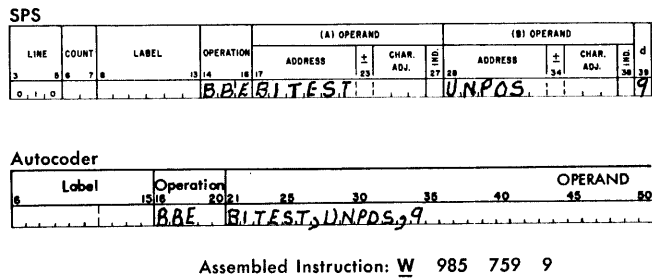 SPS
(A) OPERAND (B) OPERAND
LINE COUNT LABEL OPERATION ADDRESS ± CHAR. ADJ. IND. ADDRESS ± CHAR. ADJ. IND. d
3 5 6 7 8 13 14 16 17 23 27 28 34 38 39
0 1 0 BBE BITEST UNPOS 9
Autocoder
Label Operation OPERAND
6 15 16 20 21 25 30 35 40 45 50
BBE BITEST,UNPOS,9
Assembled Instruction: W 985 759 9